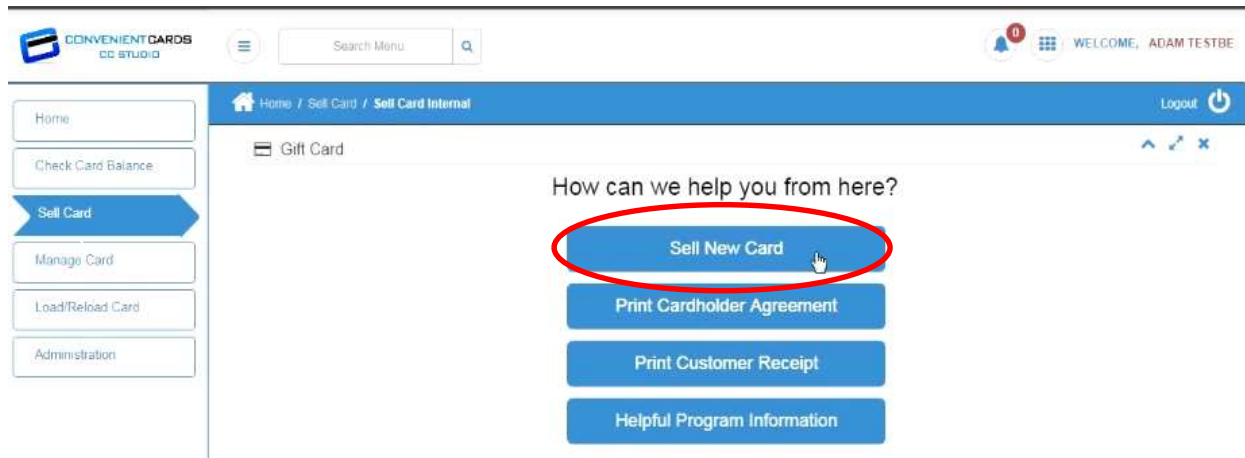 CONVENIENTCARDS
CC STUDIO
Search Menu
0
WELCOME, ADAM TESTBE
Home / Sell Card / Sell Card Internal
Logout
Home
Check Card Balance
Sell Card
Manage Card
Load/Reload Card
Administration
Gift Card
How can we help you from here?
Sell New Card
Print Cardholder Agreement
Print Customer Receipt
Helpful Program Information